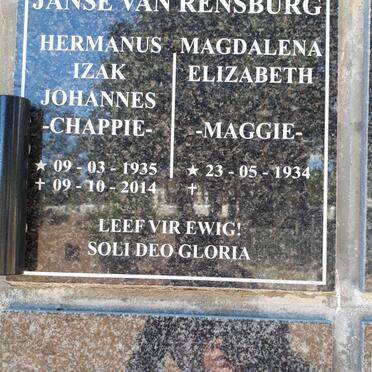 JANSE VAN RENSBURG
HERMANUS MAGDALENA
IZAK ELIZABETH
JOHANNES
-CHAPPIE- -MAGGIE-
★ 09 - 03 - 1935 ★ 23 - 05 - 1934
✝ 09 - 10 - 2014 ✝
LEEF VIR EWIG!
SOLI DEO GLORIA